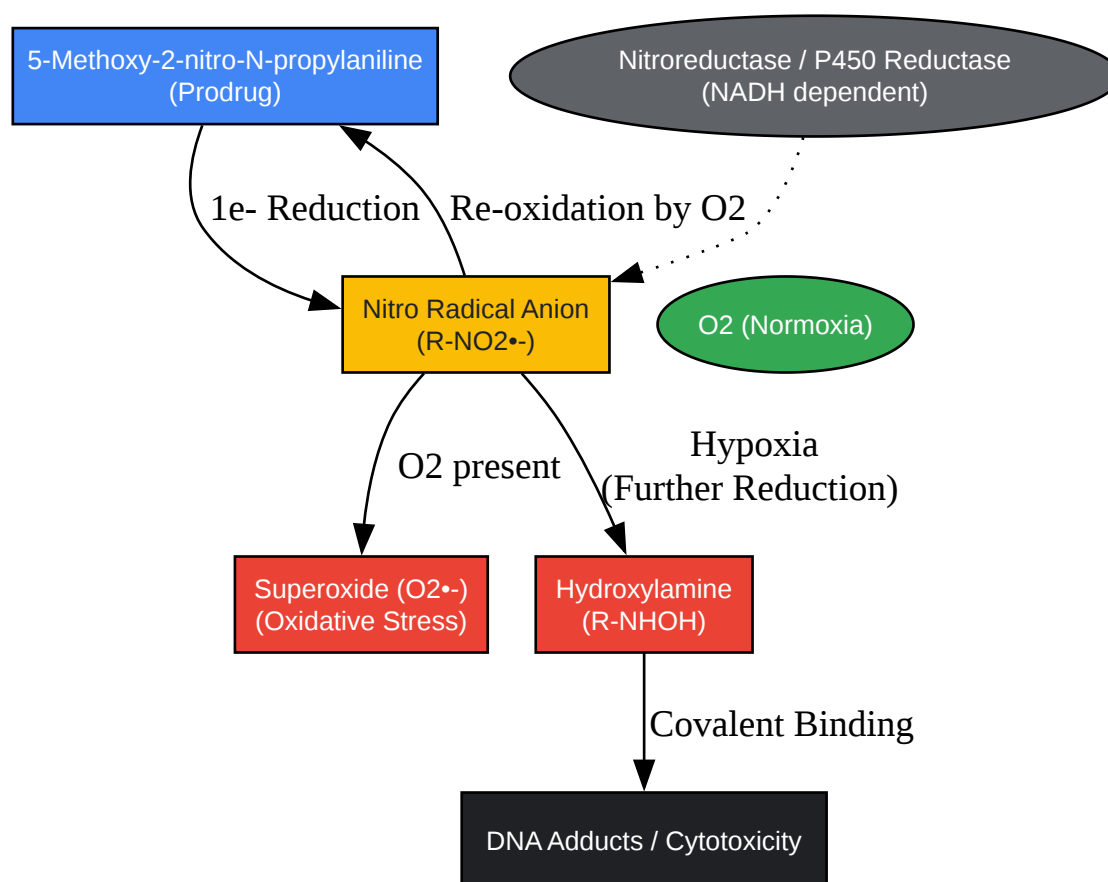 5-Methoxy-2-nitro-N-propylaniline
(Prodrug)
Nitroreductase / P450 Reductase
(NADH dependent)
1e- Reduction
Re-oxidation by O2
Nitro Radical Anion
(R-NO2•-)
O2 (Normoxia)
O2 present
Hypoxia
(Further Reduction)
Superoxide (O2•-)
(Oxidative Stress)
Hydroxylamine
(R-NHOH)
Covalent Binding
DNA Adducts / Cytotoxicity